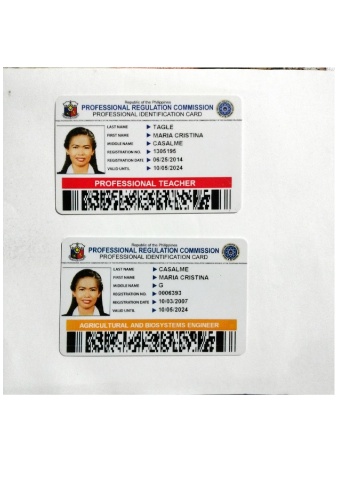 Republic of the Philippines
PROFESSIONAL REGULATION COMMISSION
PROFESSIONAL IDENTIFICATION CARD
LAST NAME ▶ TAGLE
FIRST NAME ▶ MARIA CRISTINA
MIDDLE NAME ▶ CASALME
REGISTRATION NO. ▶ 1305195
REGISTRATION DATE ▶ 06/25/2014
VALID UNTIL ▶ 10/05/2024
PROFESSIONAL TEACHER
Republic of the Philippines
PROFESSIONAL REGULATION COMMISSION
PROFESSIONAL IDENTIFICATION CARD
LAST NAME ▶ CASALME
FIRST NAME ▶ MARIA CRISTINA
MIDDLE NAME ▶ G
REGISTRATION NO. ▶ 0006393
REGISTRATION DATE ▶ 10/03/2007
VALID UNTIL ▶ 10/05/2024
AGRICULTURAL AND BIOSYSTEMS ENGINEER